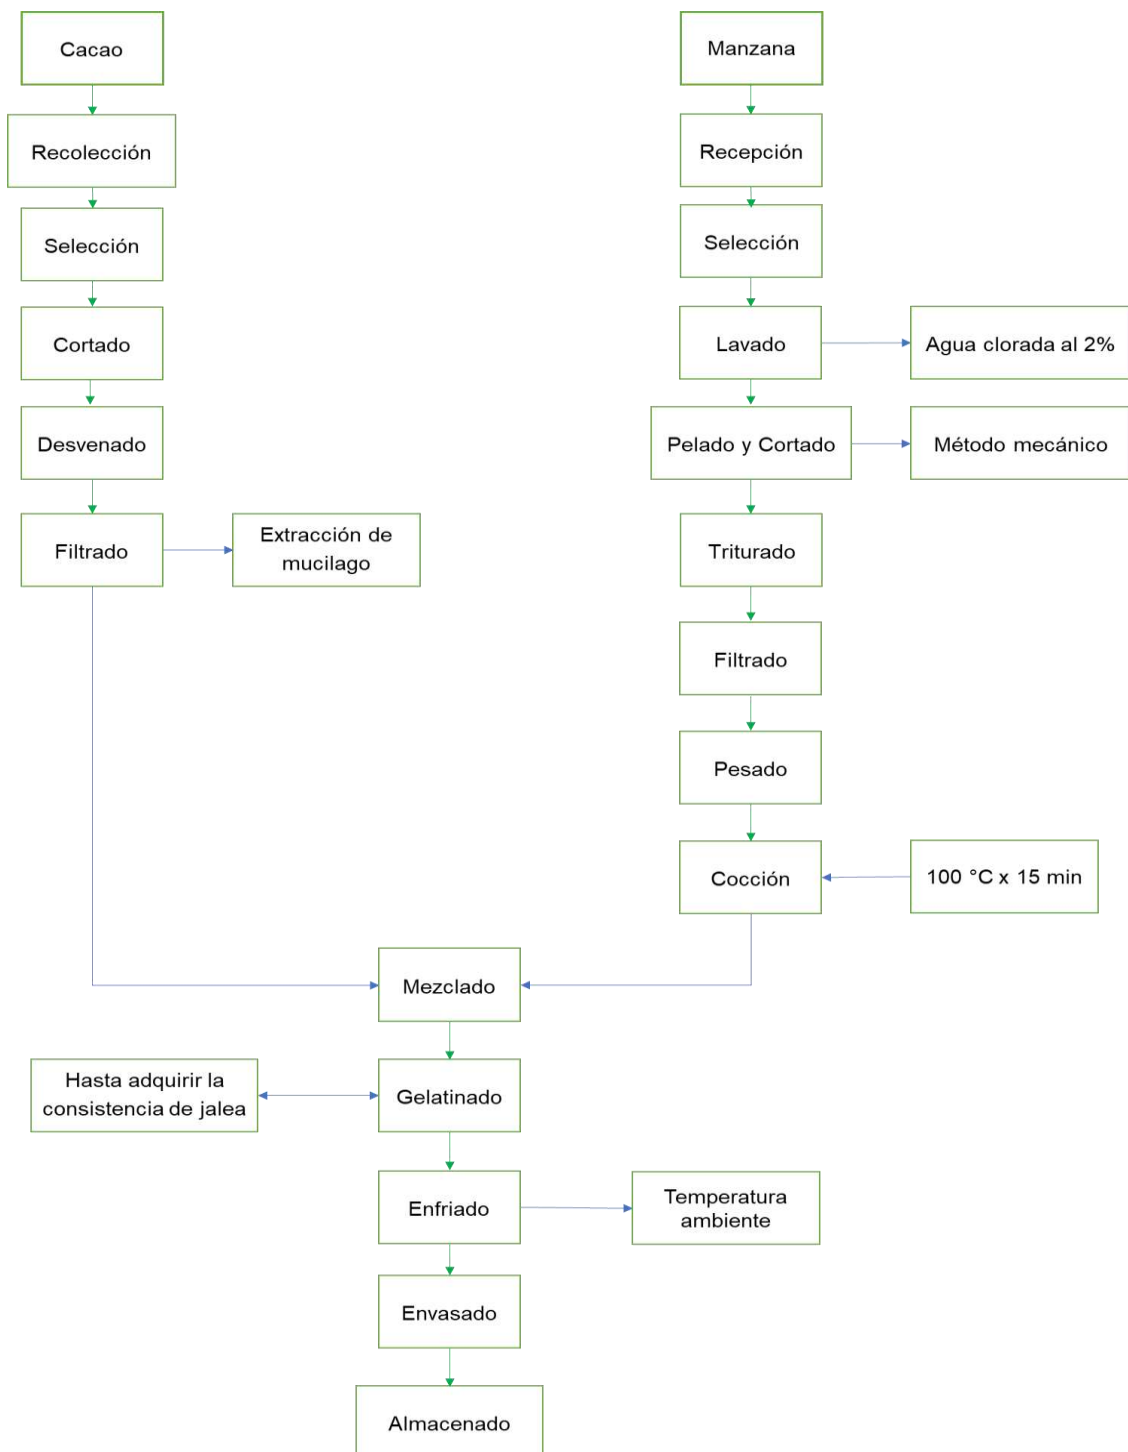 Cacao
Recolección
Selección
Cortado
Desvenado
Filtrado
Extracción de
mucilago
Manzana
Recepción
Selección
Lavado
Agua clorada al 2%
Pelado y Cortado
Método mecánico
Triturado
Filtrado
Pesado
Cocción
100 °C x 15 min
Mezclado
Hasta adquirir la
consistencia de jalea
Gelatinado
Enfriado
Temperatura
ambiente
Envasado
Almacenado